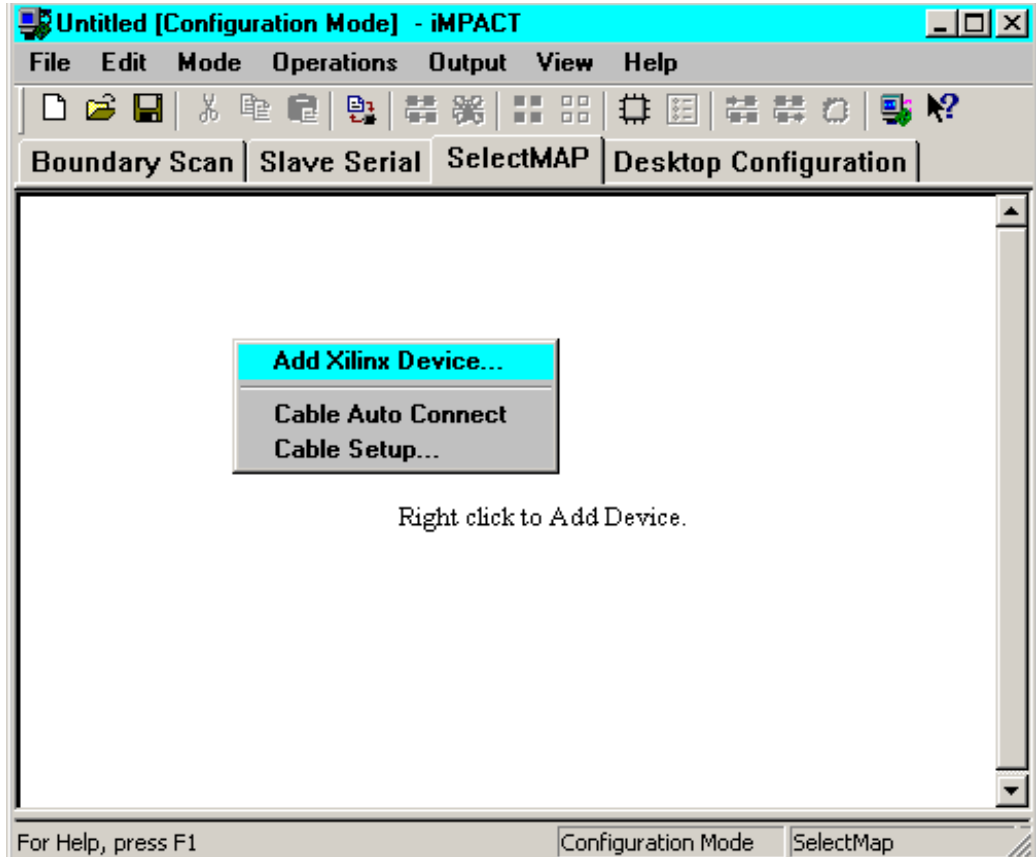 Untitled [Configuration Mode] - iMPACT
File Edit Mode Operations Output View Help
Boundary Scan Slave Serial SelectMAP Desktop Configuration
Add Xilinx Device...
Cable Auto Connect
Cable Setup...
Right click to Add Device.
For Help, press F1 Configuration Mode SelectMap